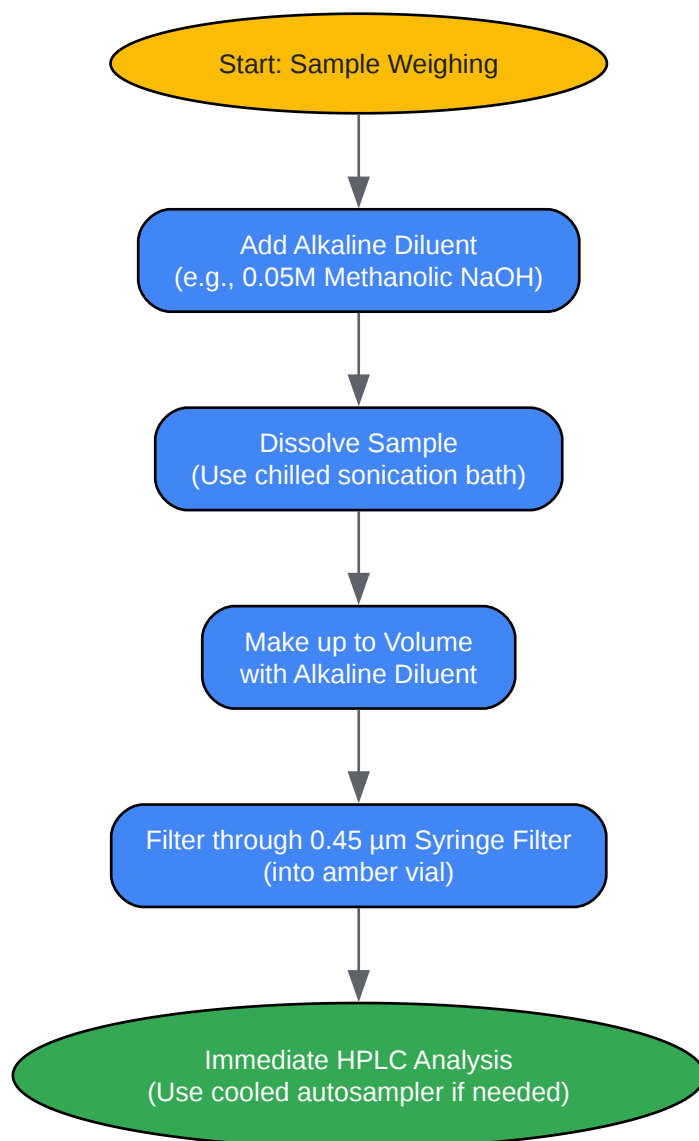 Start: Sample Weighing
Add Alkaline Diluent
(e.g., 0.05M Methanolic NaOH)
Dissolve Sample
(Use chilled sonication bath)
Make up to Volume
with Alkaline Diluent
Filter through 0.45 µm Syringe Filter
(into amber vial)
Immediate HPLC Analysis
(Use cooled autosampler if needed)